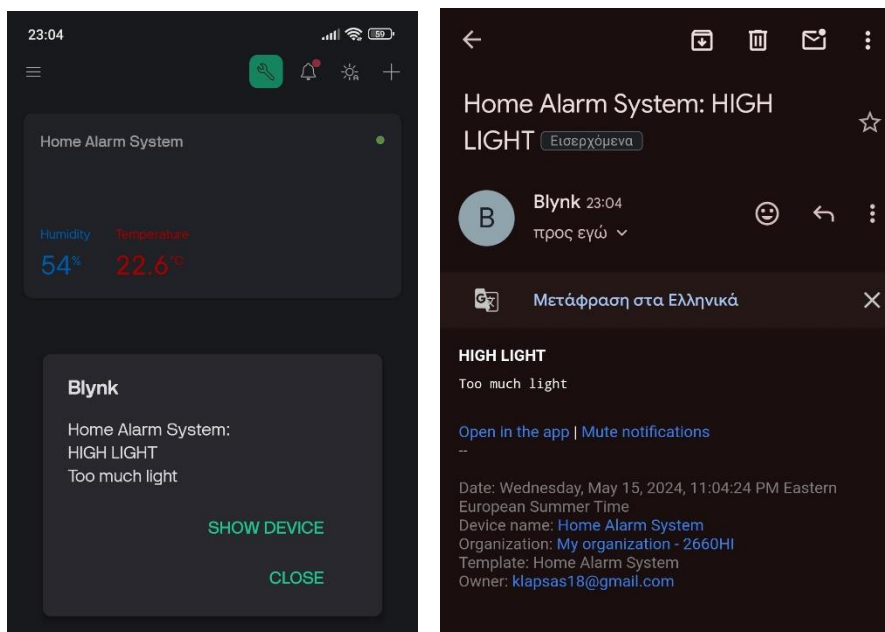 23:04
59
Home Alarm System
Humidity Temperature
54% 22.6°C
Blynk
Home Alarm System:
HIGH LIGHT
Too much light
SHOW DEVICE
CLOSE
Home Alarm System: HIGH
LIGHT Εισερχόμενα
B
Blynk 23:04
προς εγώ
Μετάφραση στα Ελληνικά
HIGH LIGHT
Too much light
Open in the app | Mute notifications
--
Date: Wednesday, May 15, 2024, 11:04:24 PM Eastern
European Summer Time
Device name: Home Alarm System
Organization: My organization - 2660HI
Template: Home Alarm System
Owner: klapsas18@gmail.com